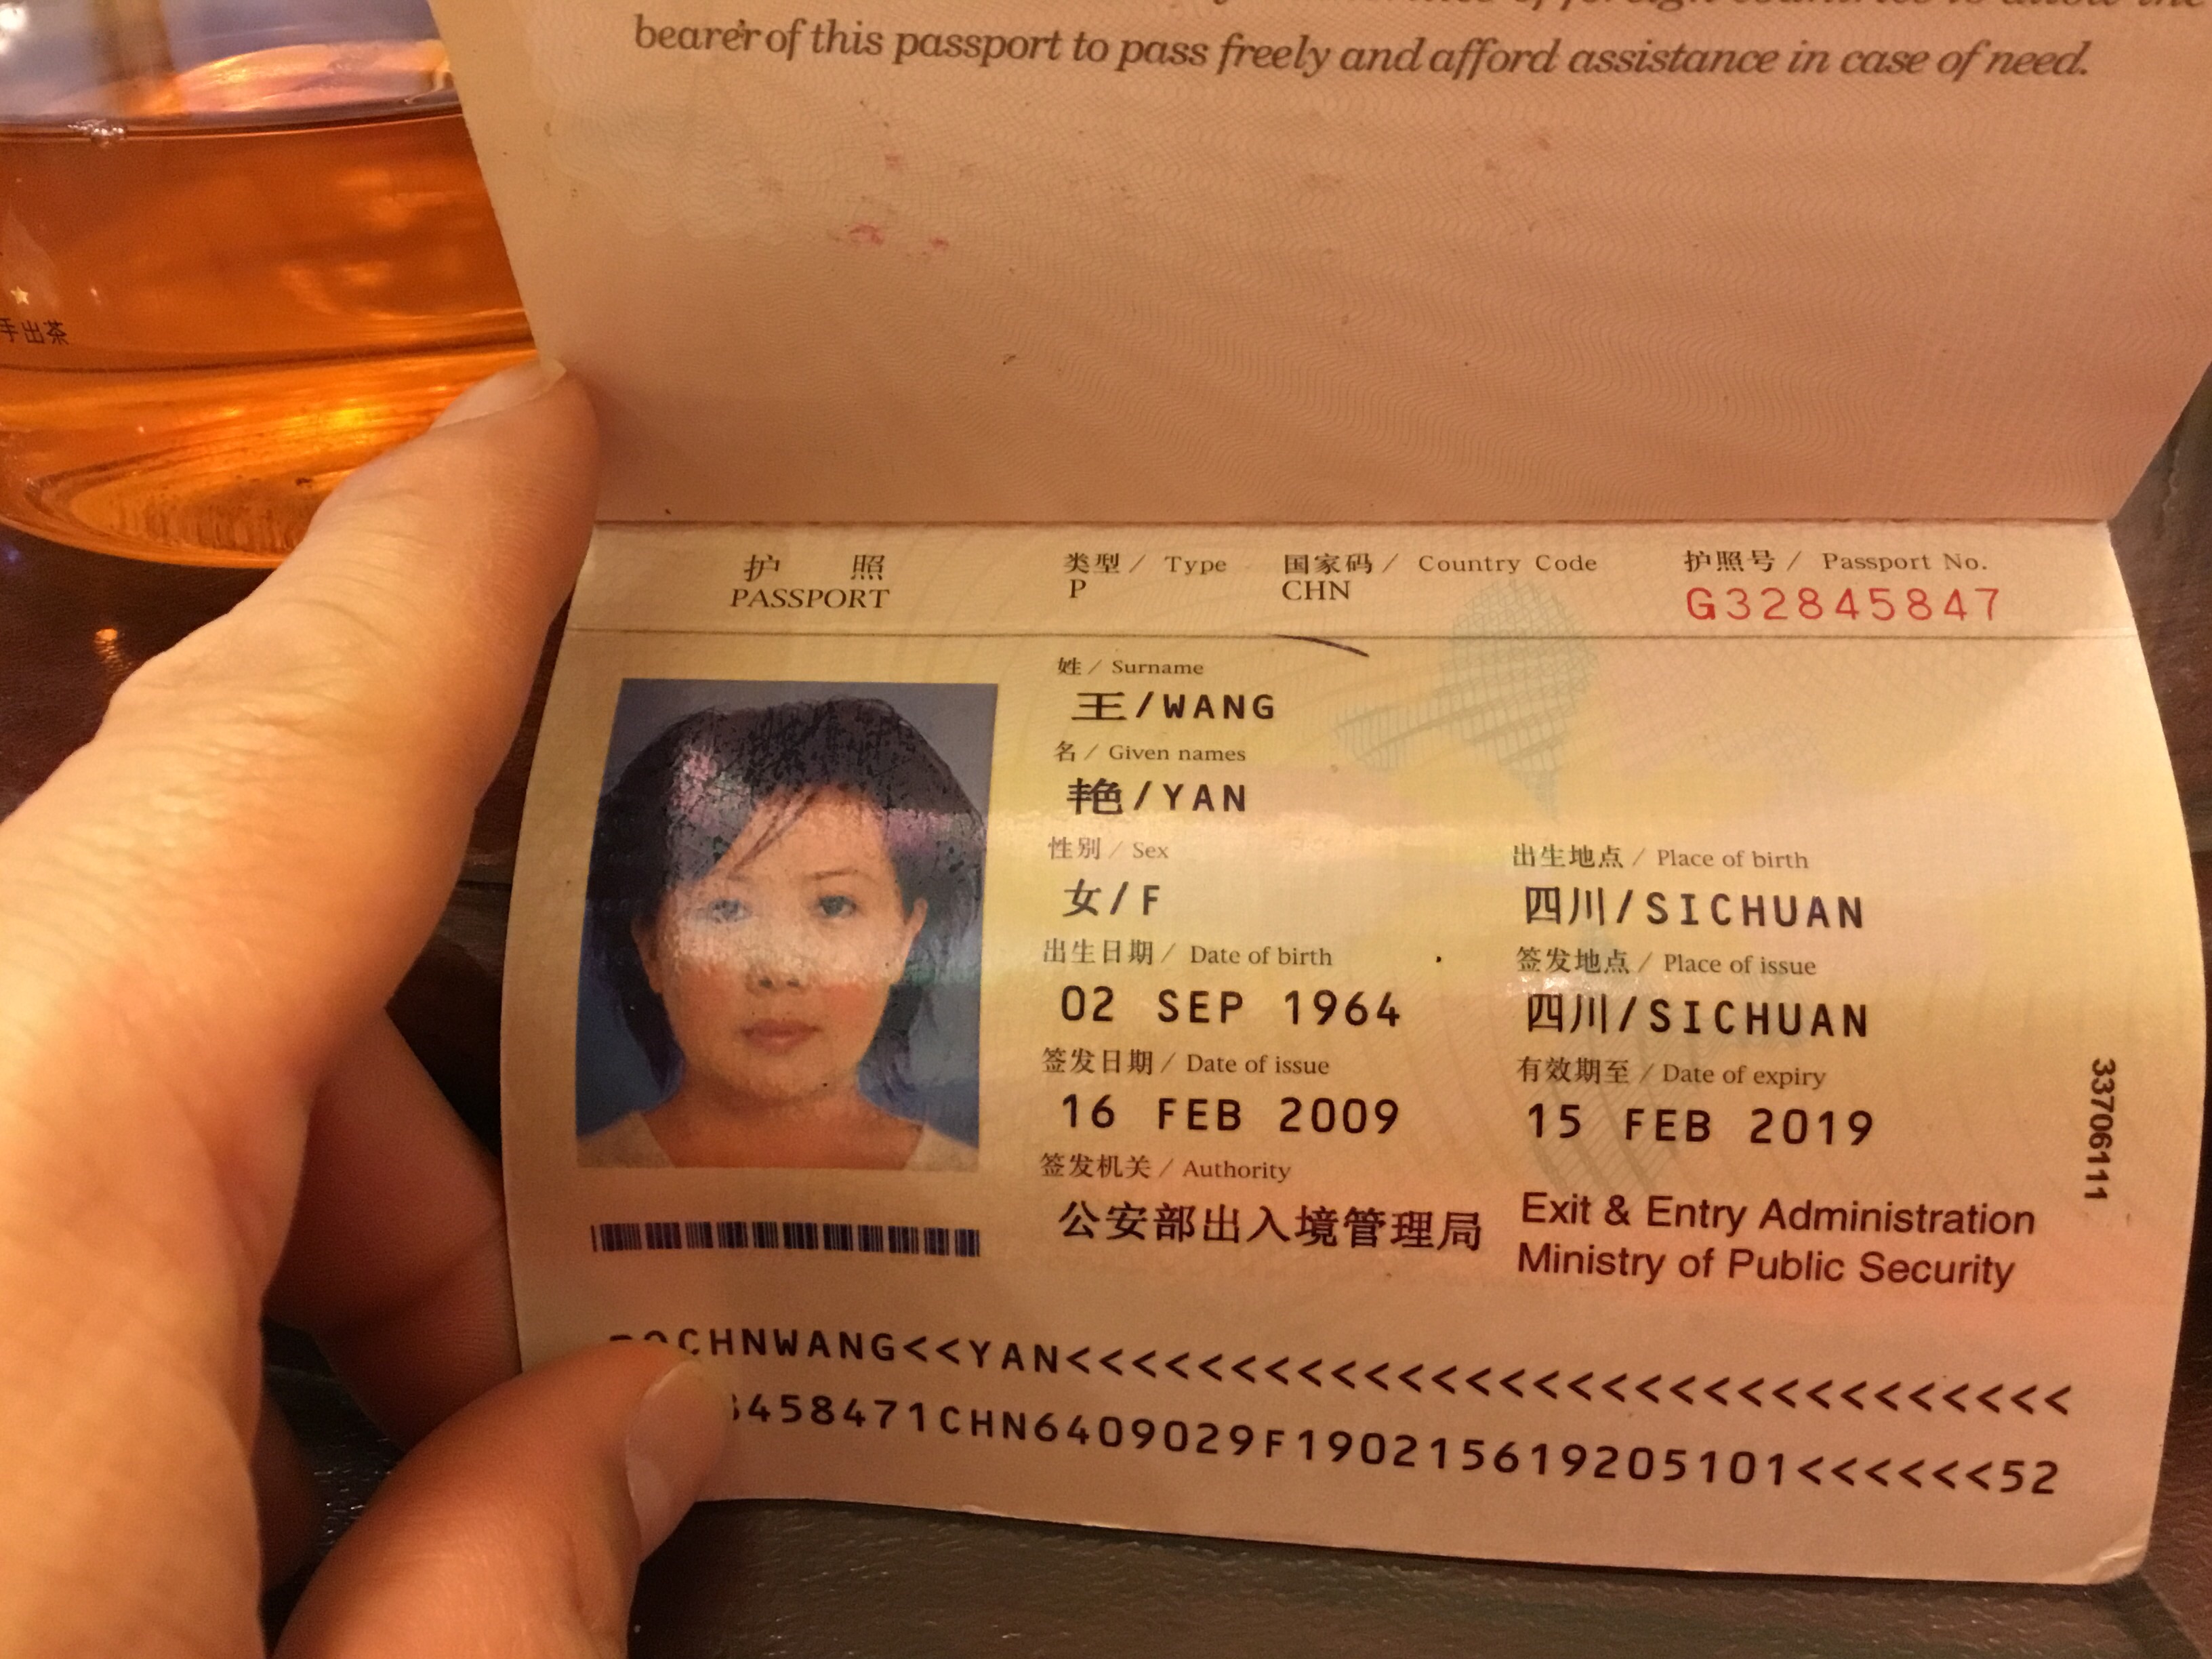 bearer of this passport to pass freely and afford assistance in case of need.
手出茶
护 照
PASSPORT
类型 / Type
P
国家码 / Country Code
CHN
护照号 / Passport No.
G32845847
姓 / Surname
王/WANG
名 / Given names
艳/YAN
性别 / Sex
女/F
出生地点 / Place of birth
四川/SICHUAN
出生日期 / Date of birth
02 SEP 1964
签发地点 / Place of issue
四川/SICHUAN
签发日期 / Date of issue
16 FEB 2009
有效期至 / Date of expiry
15 FEB 2019
签发机关 / Authority
公安部出入境管理局
Exit & Entry Administration
Ministry of Public Security
33706111
CHNWANG<<YAN<<<<<<<<<<<<<<<<<<<<<<<<<<<<<<<
458471CHN6409029F190215619205101<<<<<<52